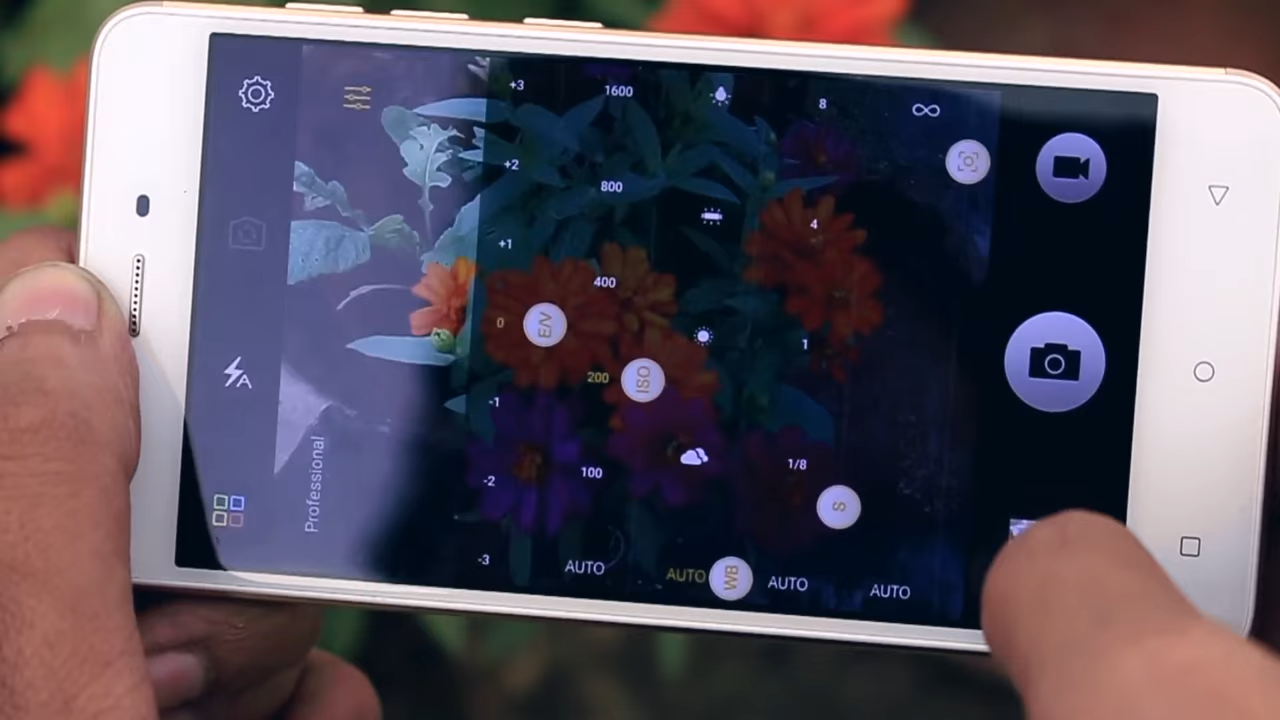 Professional
+3
+2
+1
0
-1
-2
-3
E/V
1600
800
400
200
100
AUTO
ISO
AUTO
WB
8
4
1
1/8
AUTO
S
∞
AUTO
A